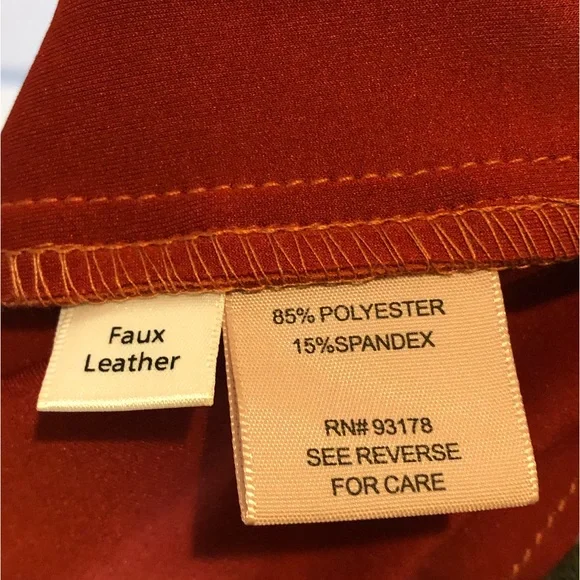 Faux
Leather
85% POLYESTER
15%SPANDEX
RN# 93178
SEE REVERSE
FOR CARE